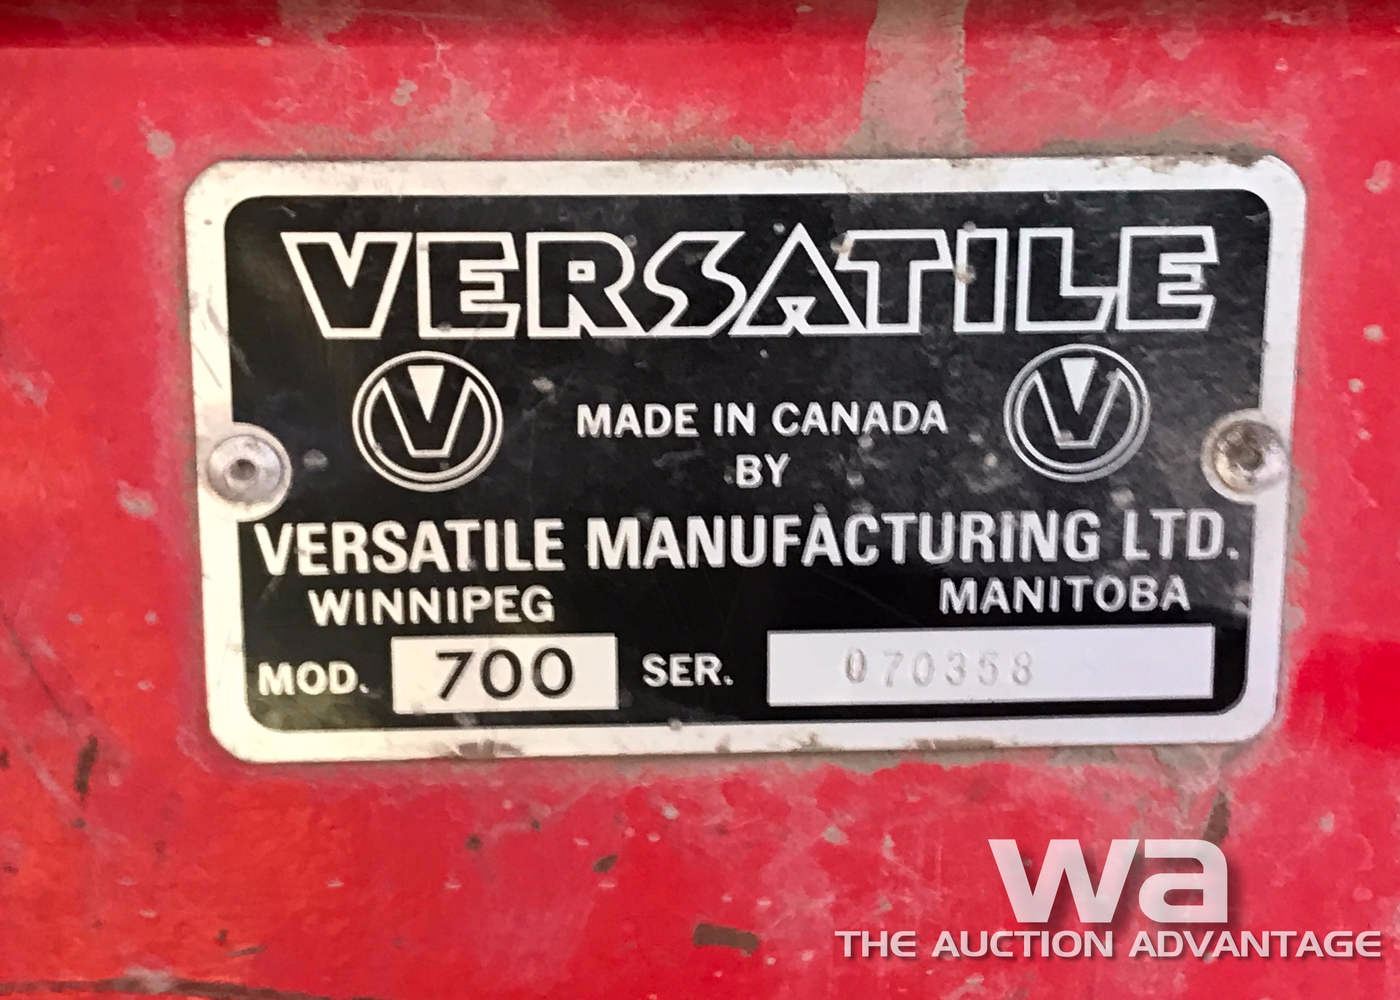 VERSATILE
MADE IN CANADA
BY
VERSATILE MANUFACTURING LTD.
WINNIPEG MANITOBA
MOD. 700 SER. 070358
wa
THE AUCTION ADVANTAGE